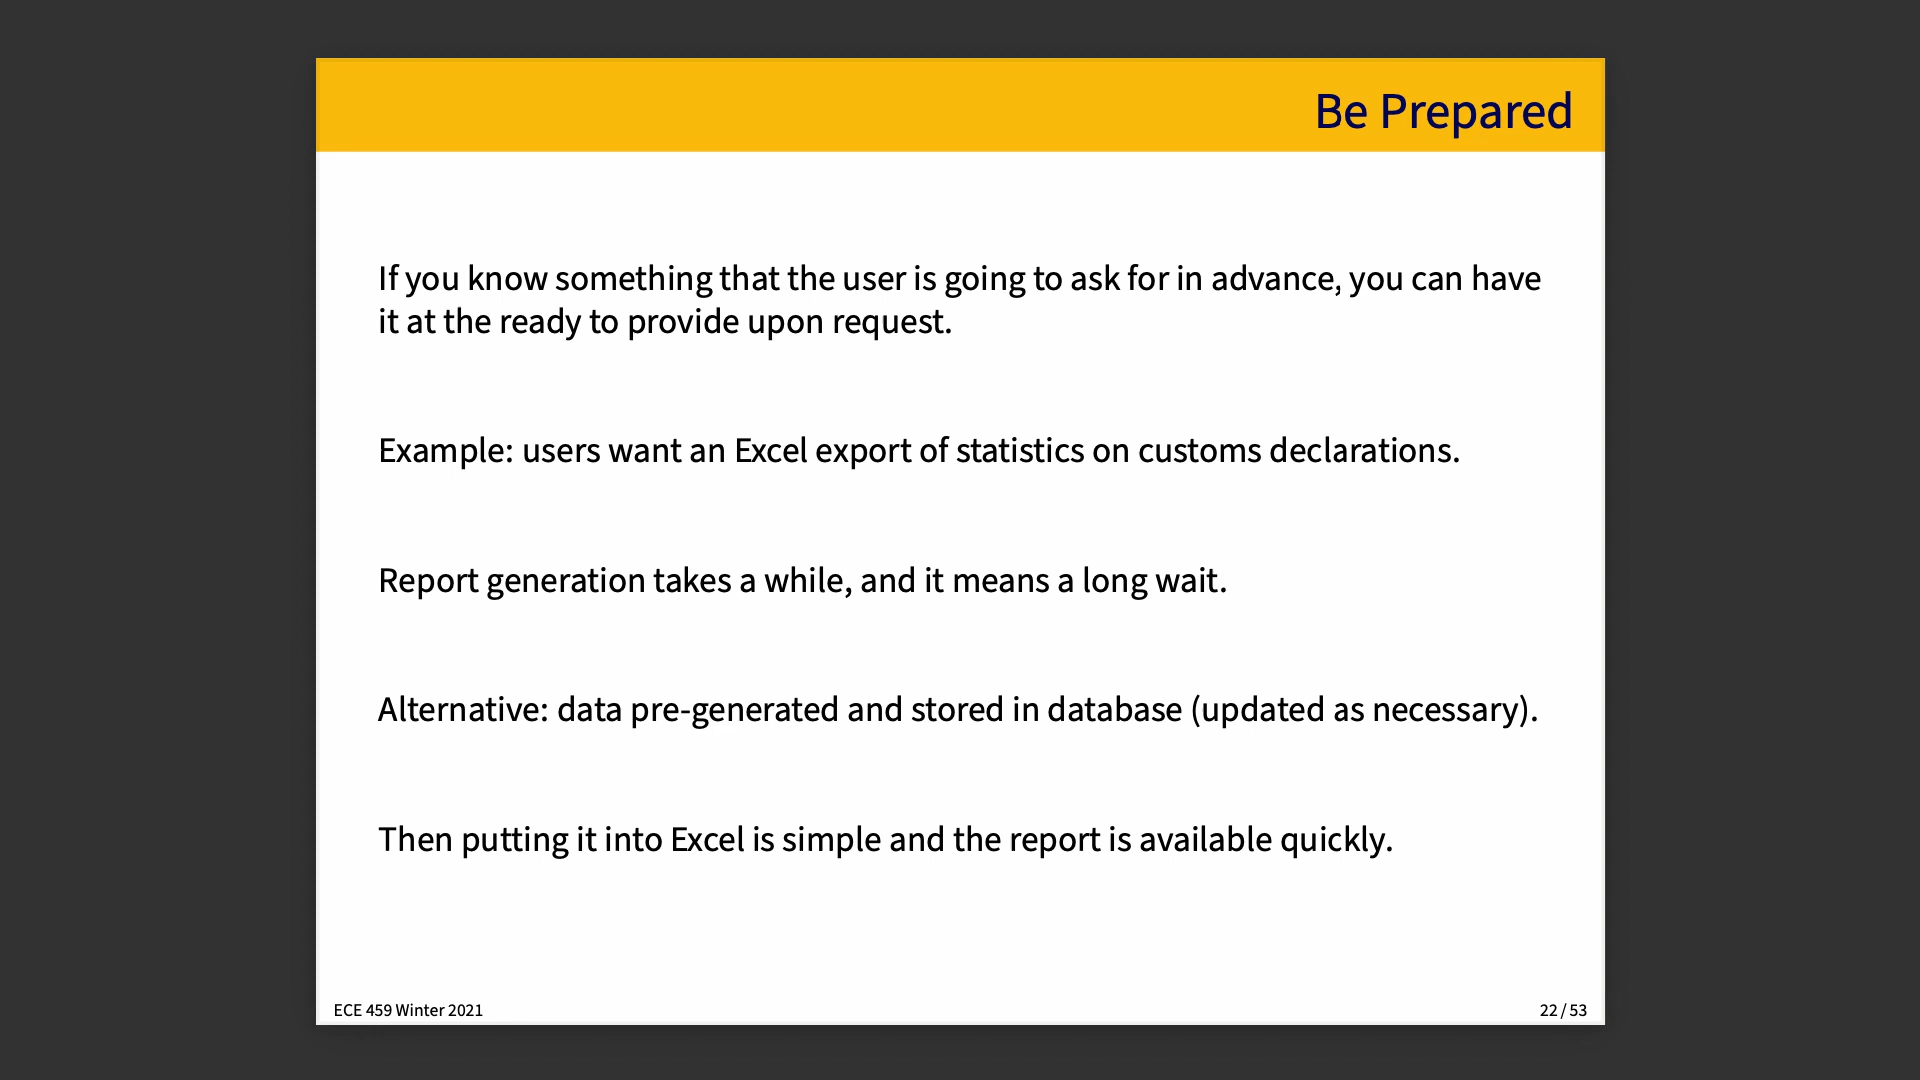 Be Prepared
If you know something that the user is going to ask for in advance, you can have
it at the ready to provide upon request.
Example: users want an Excel export of statistics on customs declarations.
Report generation takes a while, and it means a long wait.
Alternative: data pre-generated and stored in database (updated as necessary).
Then putting it into Excel is simple and the report is available quickly.
ECE 459 Winter 2021
22 / 53